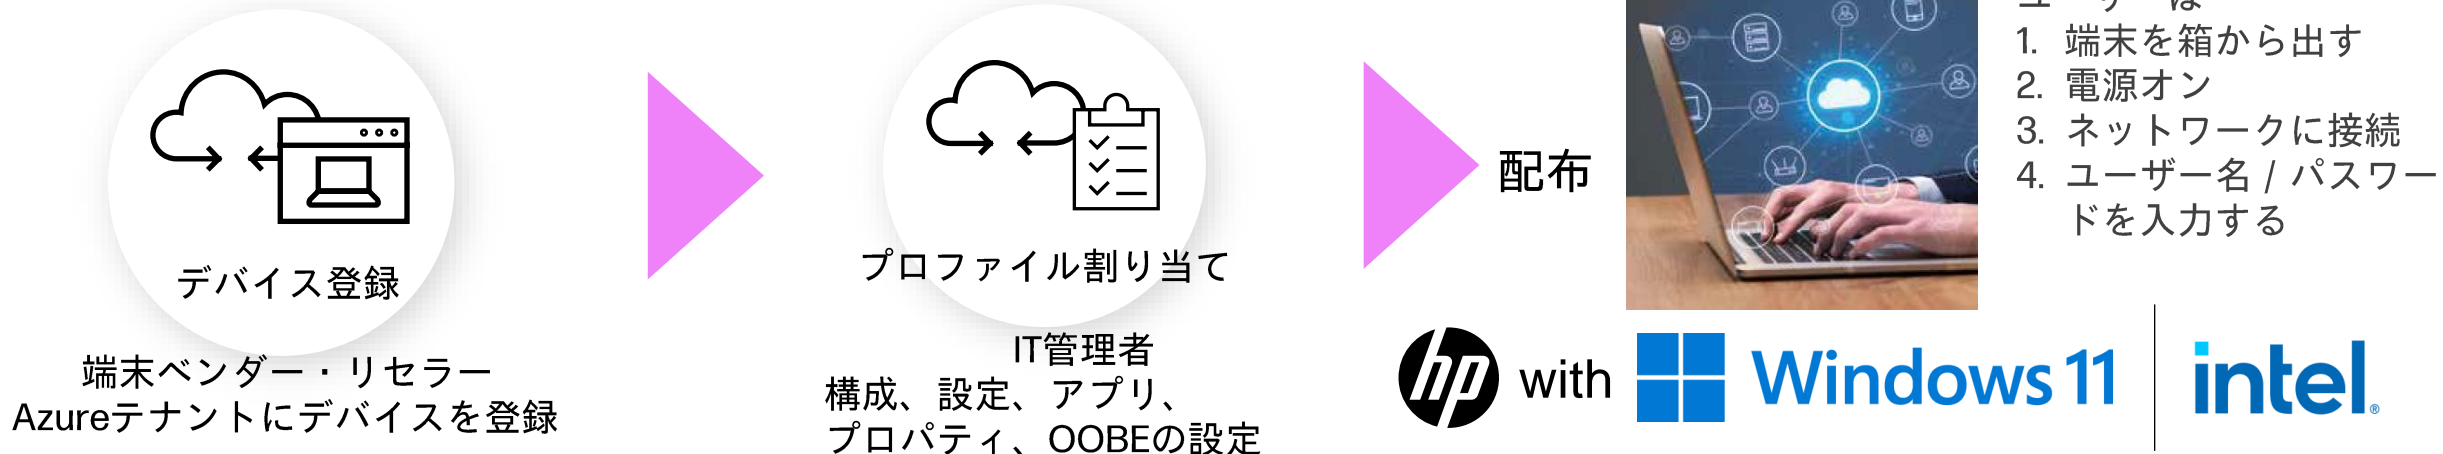 デバイス登録
端末ベンダー・リセラー
Azureテナントにデバイスを登録
プロファイル割り当て
IT管理者
構成、設定、アプリ、
プロパティ、OOBEの設定
配布
ユーザーは
1. 端末を箱から出す
2. 電源オン
3. ネットワークに接続
4. ユーザー名 / パスワー
ドを入力する
hp with Windows 11 intel®